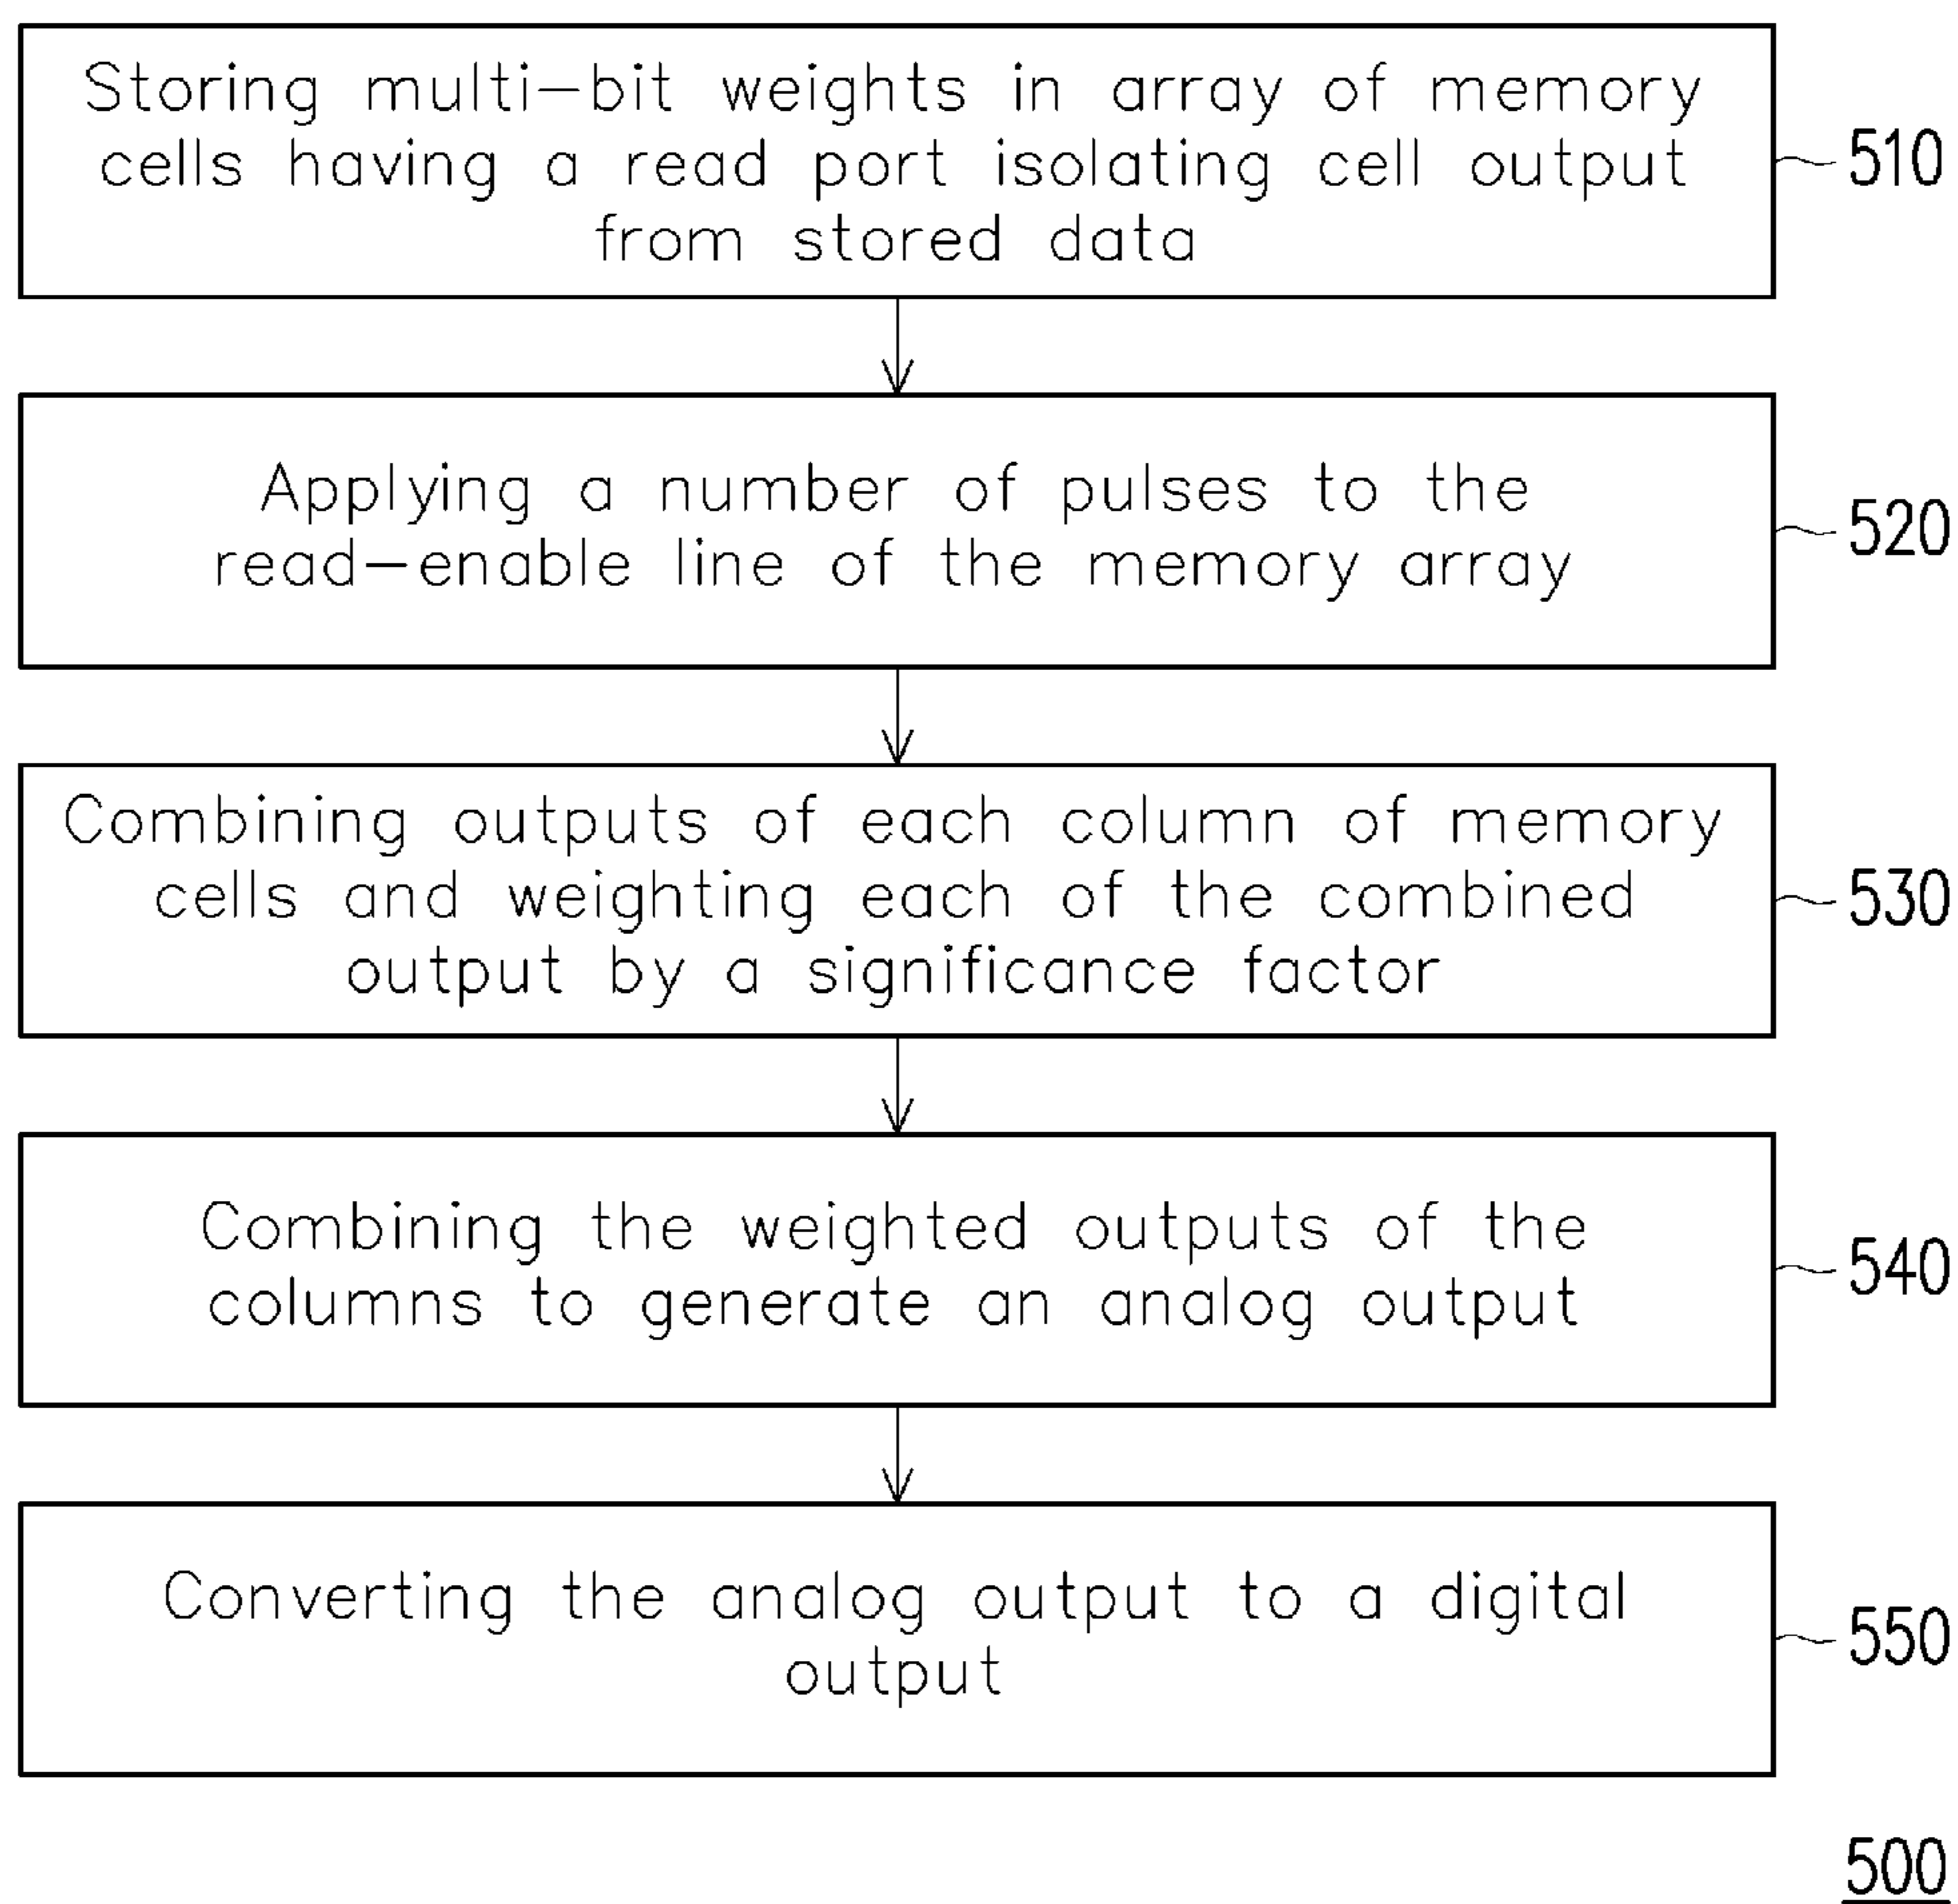 Storing multi-bit weights in array of memory
cells having a read port isolating cell output
from stored data
510
Applying a number of pulses to the
read-enable line of the memory array
520
Combining outputs of each column of memory
cells and weighting each of the combined
output by a significance factor
530
Combining the weighted outputs of the
columns to generate an analog output
540
Converting the analog output to a digital
output
550
500